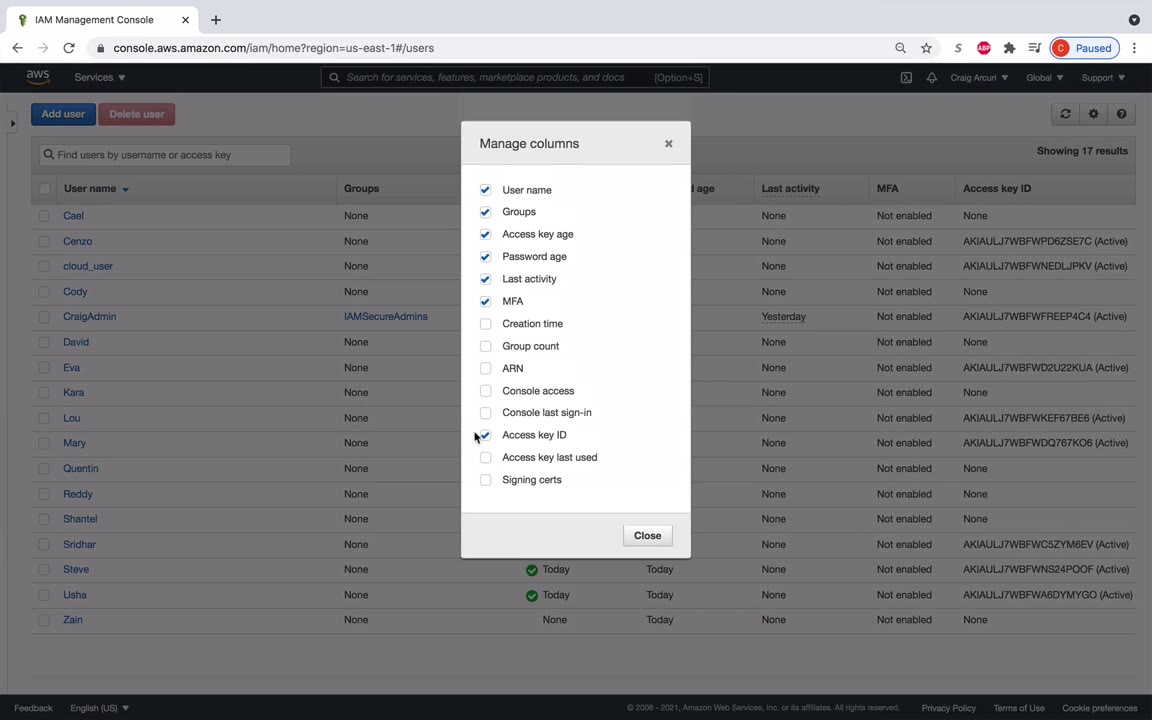 IAM Management Console
console.aws.amazon.com/iam/home?region=us-east-1#/users
S ABP C Paused
aws Services Search for services, features, marketplace products, and docs [Option+S] Craig Arcuri Global Support
Add user Delete user
Find users by username or access key Showing 17 results
User name Groups d age Last activity MFA Access key ID
Cael None None Not enabled None
Cenzo None None Not enabled AKIAULJ7WBFWPD6ZSE7C (Active)
cloud_user None None Not enabled AKIAULJ7WBFWNEDLJPKV (Active)
Cody None None Not enabled None
CraigAdmin IAMSecureAdmins Yesterday Not enabled AKIAULJ7WBFWFREEP4C4 (Active)
David None None Not enabled None
Eva None None Not enabled AKIAULJ7WBFWD2U22KUA (Active)
Kara None None Not enabled None
Lou None None Not enabled AKIAULJ7WBFWKEF67BE6 (Active)
Mary None None Not enabled AKIAULJ7WBFWDQ767KO6 (Active)
Quentin None None Not enabled None
Reddy None None Not enabled None
Shantel None None Not enabled None
Sridhar None None Not enabled AKIAULJ7WBFWC5ZYM6EV (Active)
Steve None Today Today None Not enabled AKIAULJ7WBFWNS24POOF (Active)
Usha None Today Today None Not enabled AKIAULJ7WBFWA6DYMYGO (Active)
Zain None None Today None Not enabled None
Manage columns
User name
Groups
Access key age
Password age
Last activity
MFA
Creation time
Group count
ARN
Console access
Console last sign-in
Access key ID
Access key last used
Signing certs
Close
Feedback English (US) © 2008 - 2021, Amazon Web Services, Inc. or its affiliates. All rights reserved. Privacy Policy Terms of Use Cookie preferences